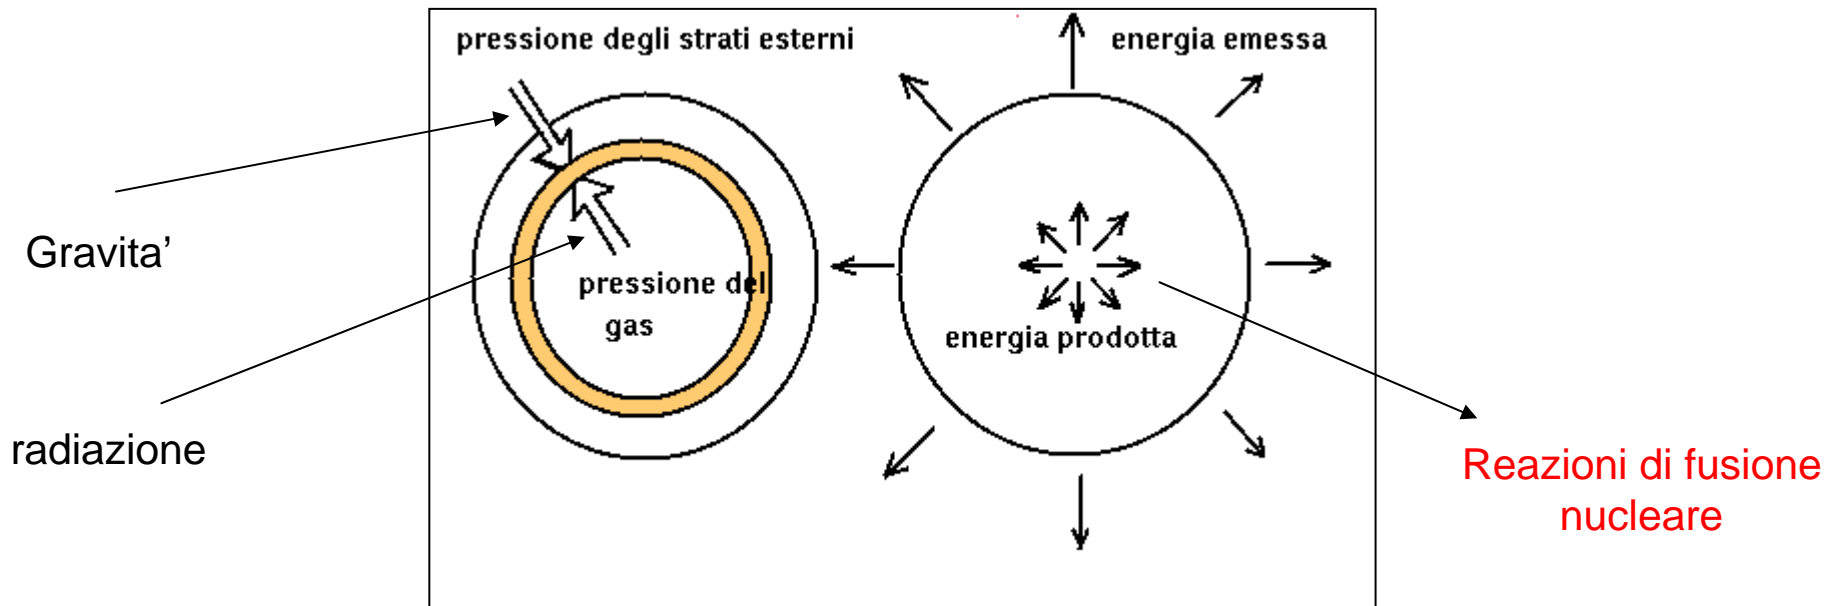 pressione degli strati esterni
energia emessa
Gravita’
pressione del
gas
energia prodotta
radiazione
Reazioni di fusione
nucleare